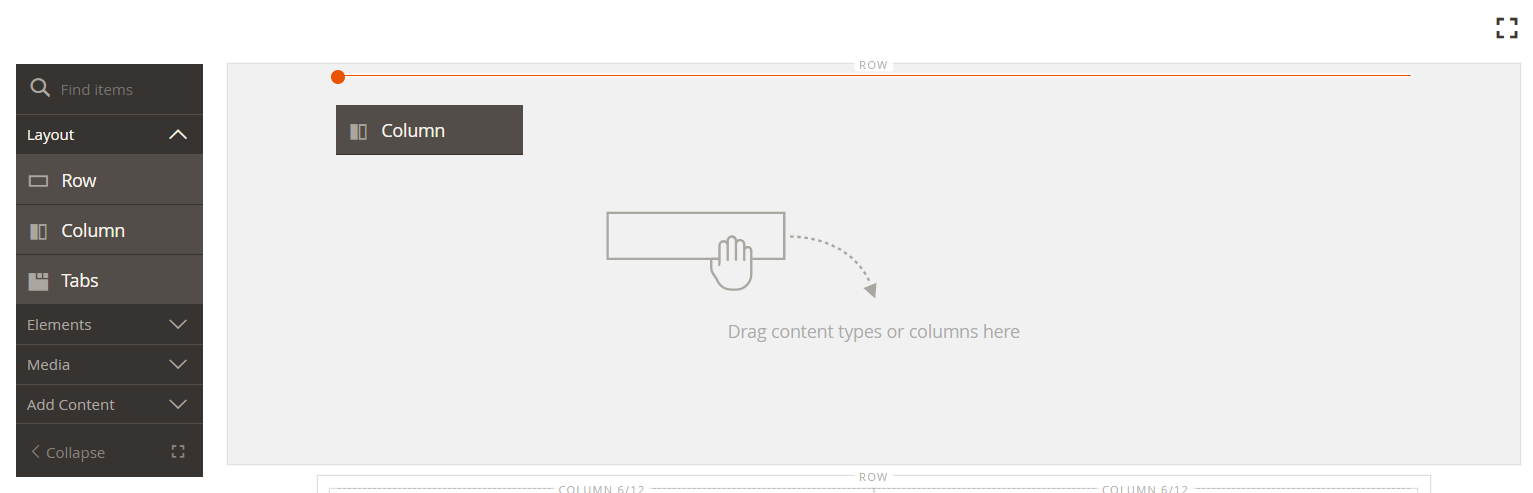 Find items
Layout
Row
Column
Tabs
Elements
Media
Add Content
Collapse
ROW
Column
Drag content types or columns here
ROW
COLUMN 6/12
COLUMN 6/12